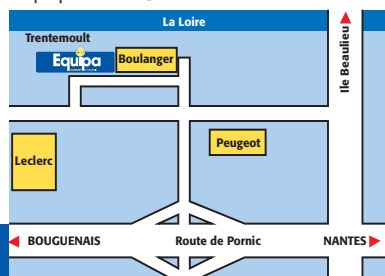 La Loire
Trentemoult
Equipa
Boulanger
Ile Beaulieu
Peugeot
Leclerc
BOUGUENAIS
Route de Pornic
NANTES